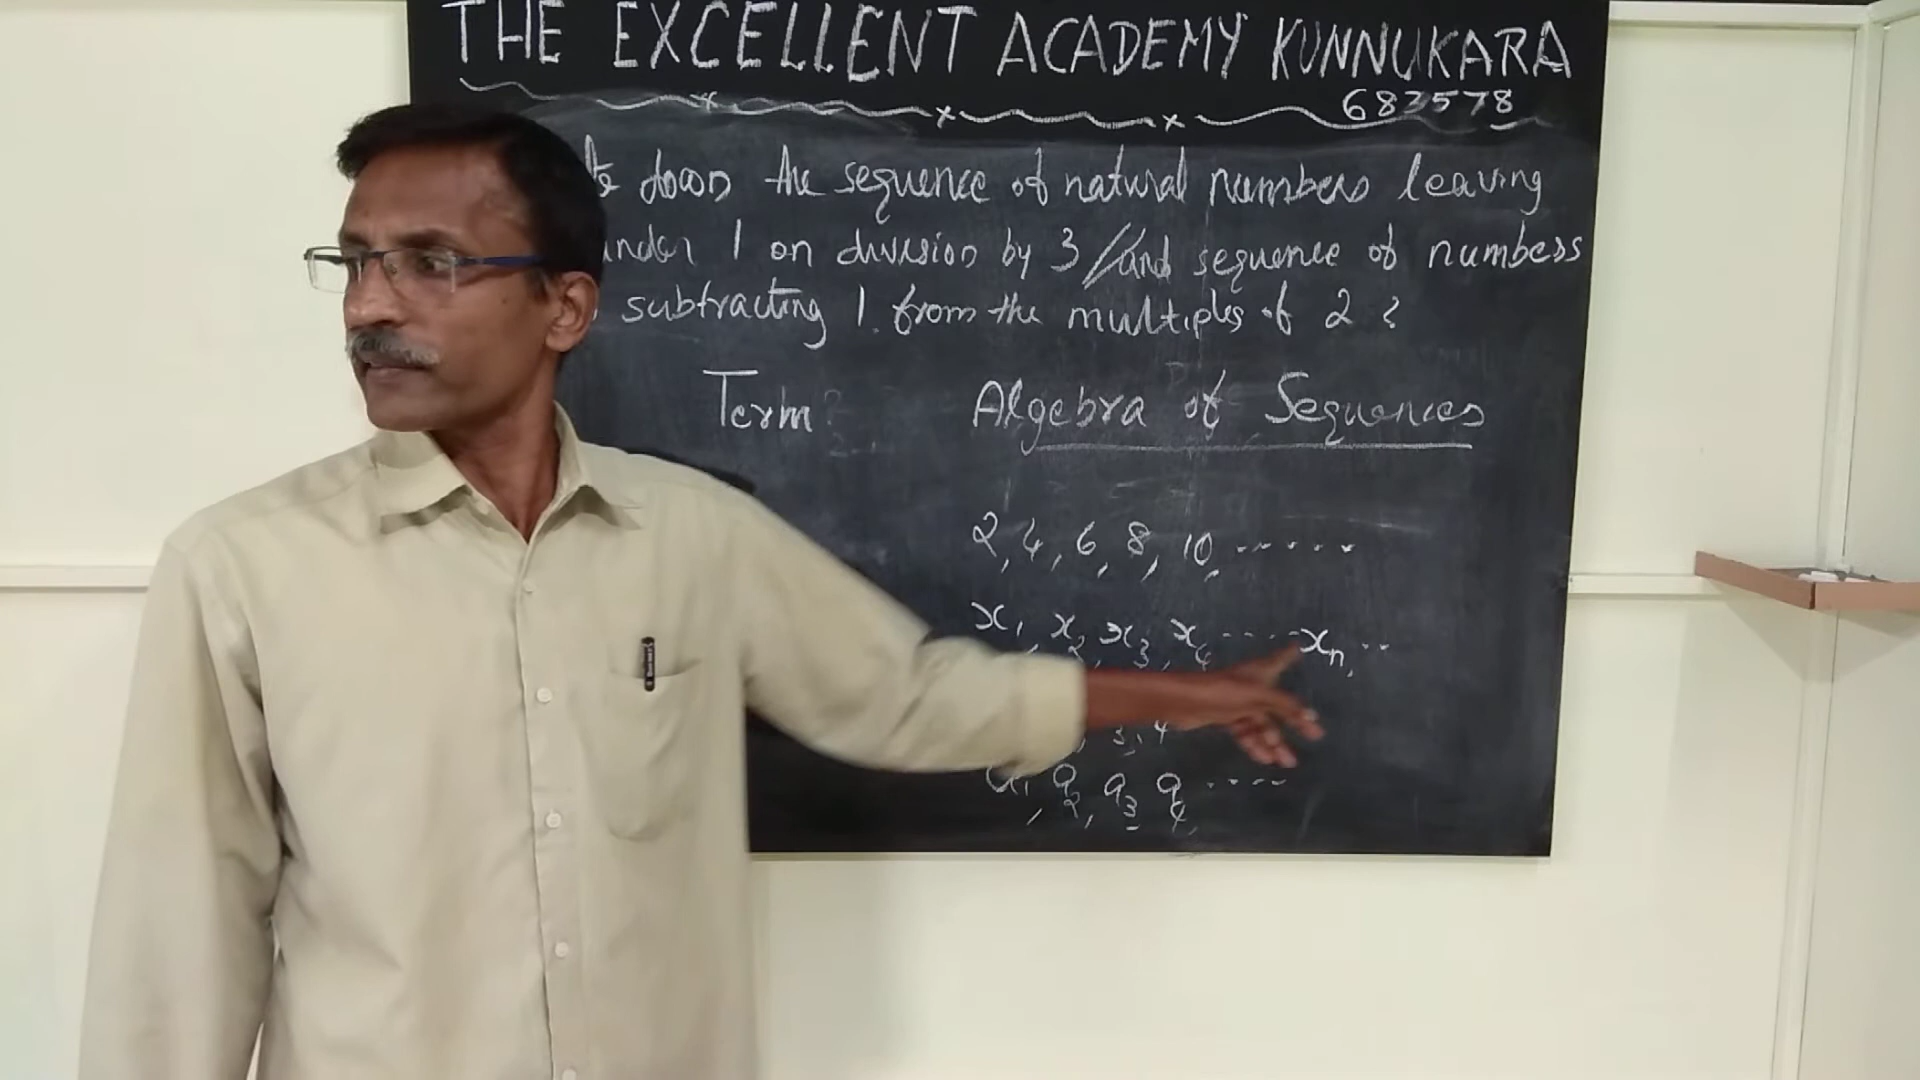 THE EXCELLENT ACADEMY KUNNUKARA
683578
down the sequence of natural numbers leaving
1 on division by 3 / and sequence of numbers
subtracting 1 from the multiples of 2 ?
Term
Algebra of Sequences
2, 4, 6, 8, 10, ......
x₁, x₂, x₃, x₄ ..... xₙ, ..
3, 4
a₁, a₂, a₃, a₄, ....